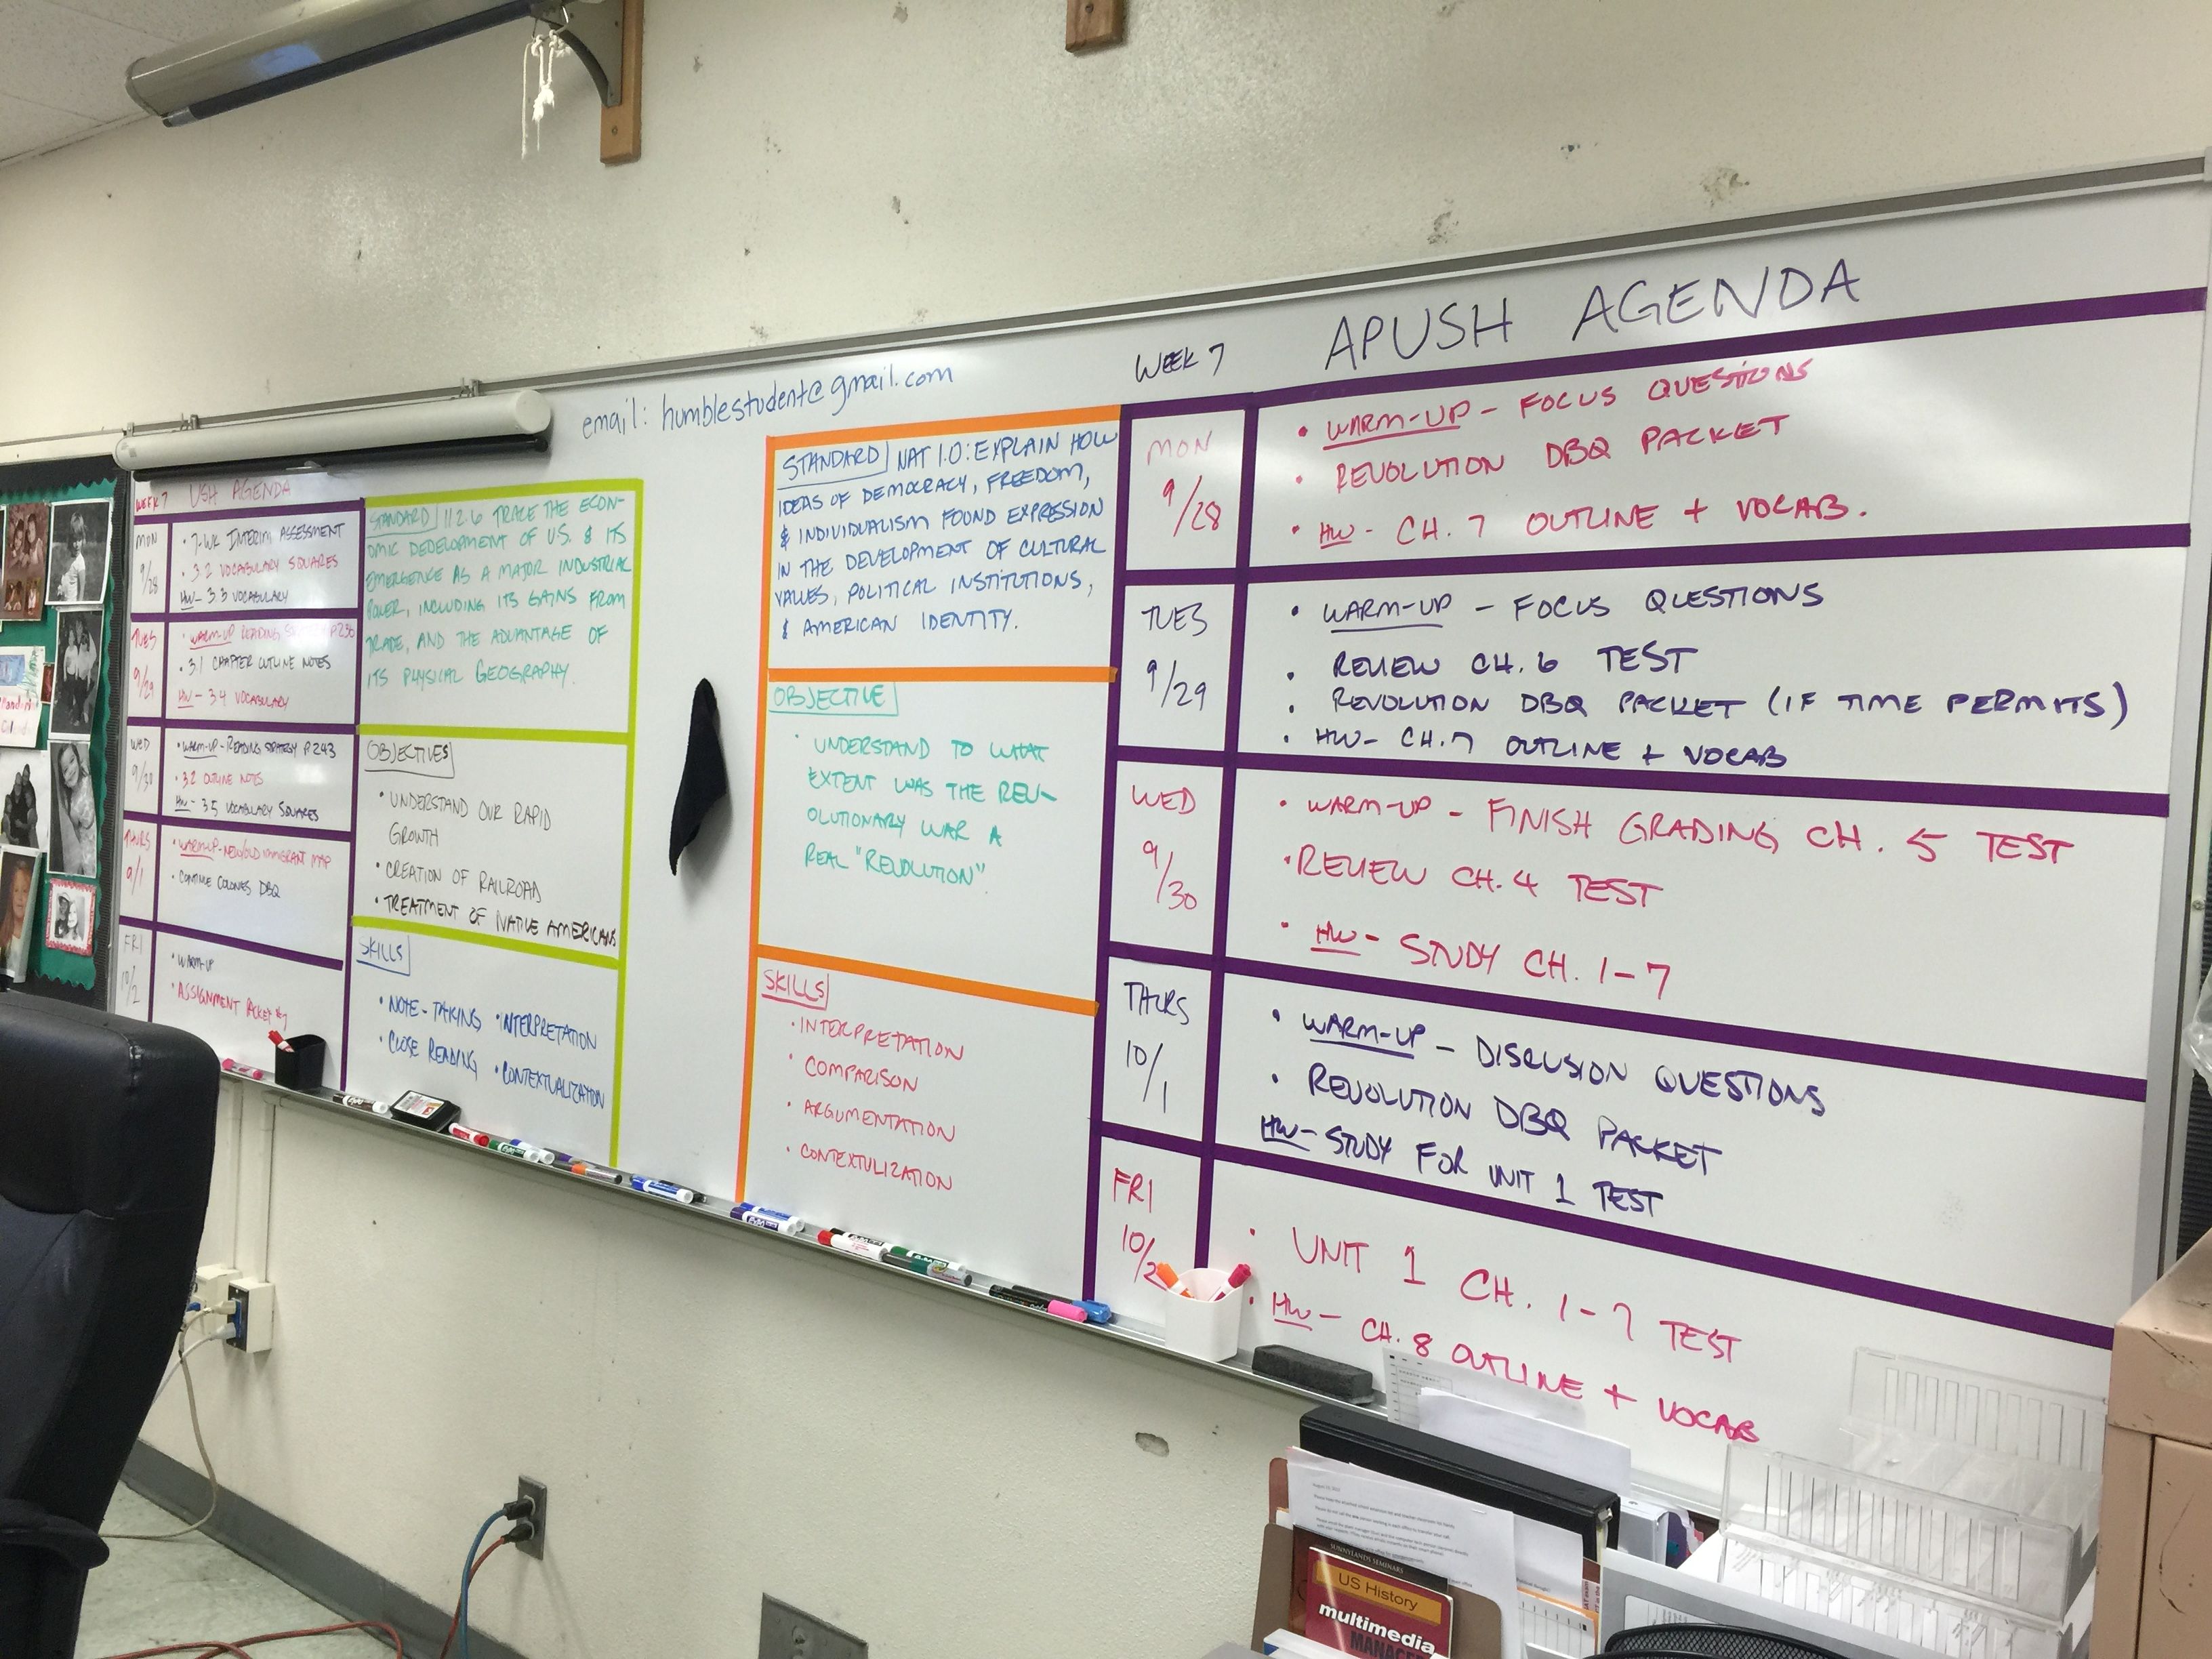 email: humblestudent@gmail.com
WEEK 7 USH AGENDA
MON
9/28
• 7-WK INTERIM ASSESSMENT
• 3.2 VOCABULARY SQUARES
HW- 3.3 VOCABULARY
TUES
9/29
• WARM-UP READING
• 3.1 CHAPTER OUTLINE NOTES
HW- 3.4 VOCABULARY
WED
9/30
• WARM-UP-READING STRATEGY P.243
• 3.2 OUTLINE NOTES
HW- 3.5 VOCABULARY SQUARES
THURS
9/1
• WARM-UP-NEW/OLD IMMIGRANT MAP
• CONTINUE COLONIES DBQ
FRI
10/2
• WARM-UP
• ASSIGNMENT PACKET #7
STANDARD 11.2.6 TRACE THE ECON-
OMIC DEDELOPMENT OF U.S. & ITS
EMERGENCE AS A MAJOR INDUSTRIAL
POWER, INCLUDING ITS GAINS FROM
TRADE, AND THE ADVANTAGE OF
ITS PHYSICAL GEOGRAPHY.
OBJECTIVES
• UNDERSTAND OUR RAPID
GROWTH
• CREATION OF RAILROAD
• TREATMENT OF NATIVE AMERICANS
SKILLS
• NOTE-TAKING • INTERPRETATION
• CLOSE READING • CONTEXTUALIZATION
STANDARD NAT 1.0: EXPLAIN HOW
IDEAS OF DEMOCRACY, FREEDOM,
& INDIVIDUALISM FOUND EXPRESSION
IN THE DEVELOPMENT OF CULTURAL
VALUES, POLITICAL INSTITUTIONS,
& AMERICAN IDENTITY.
OBJECTIVE
• UNDERSTAND TO WHAT
EXTENT WAS THE REV-
OLUTIONARY WAR A
REAL "REVOLUTION".
SKILLS
• INTERPRETATION
• COMPARISON
• ARGUMENTATION
• CONTEXTULIZATION
WEEK 7 APUSH AGENDA
MON
9/28
• WARM-UP - FOCUS QUESTIONS
• REVOLUTION DBQ PACKET
• HW - CH. 7 OUTLINE + VOCAB.
TUES
9/29
• WARM-UP - FOCUS QUESTIONS
• REVIEW CH. 6 TEST
• REVOLUTION DBQ PACKET (IF TIME PERMITS)
• HW- CH. 7 OUTLINE + VOCAB
WED
9/30
• WARM-UP - FINISH GRADING CH. 5 TEST
• REVIEW CH. 4 TEST
• HW - STUDY CH. 1-7
THURS
10/1
• WARM-UP - DISCUSION QUESTIONS
• REVOLUTION DBQ PACKET
HW-STUDY FOR UNIT 1 TEST
FRI
10/2
• UNIT 1 CH. 1-7 TEST
• HW - CH. 8 OUTLINE + VOCAB
SUNNYLANDS SEMINARS
US History
multimedia